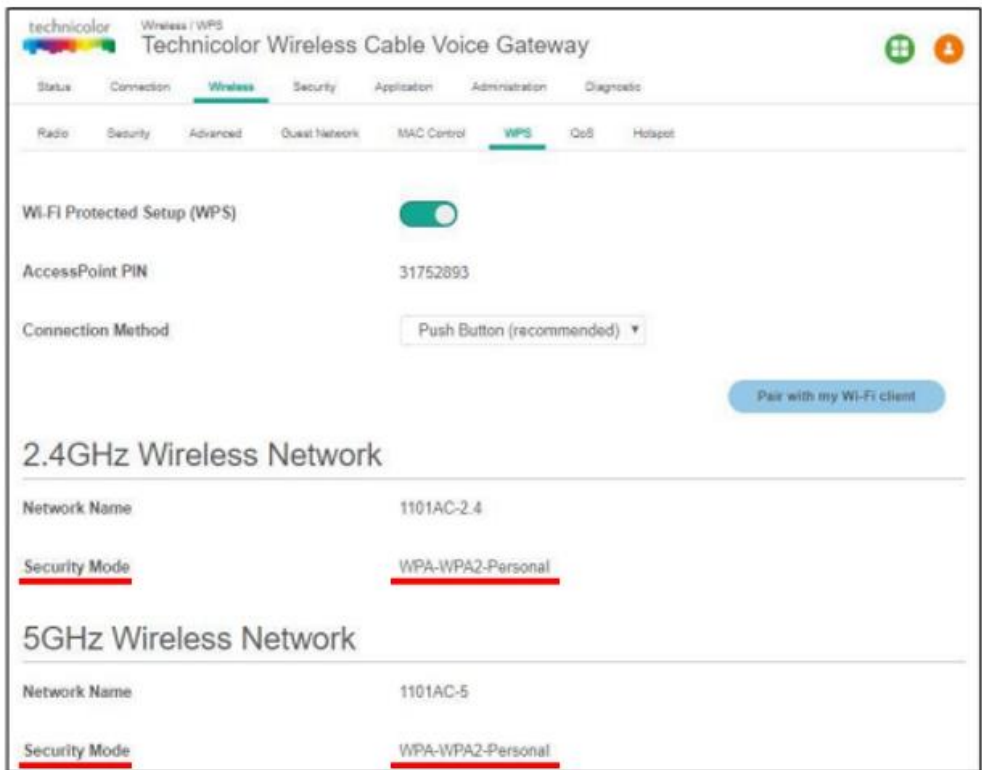 technicolor
Wireless / WPS
Technicolor Wireless Cable Voice Gateway
Status Connection Wireless Security Application Administration Diagnostic
Radio Security Advanced Guest Network MAC Control WPS QoS Hotspot
Wi-Fi Protected Setup (WPS)
AccessPoint PIN 31752893
Connection Method Push Button (recommended)
Pair with my Wi-Fi client
2.4GHz Wireless Network
Network Name 1101AC-2.4
Security Mode WPA-WPA2-Personal
5GHz Wireless Network
Network Name 1101AC-5
Security Mode WPA-WPA2-Personal